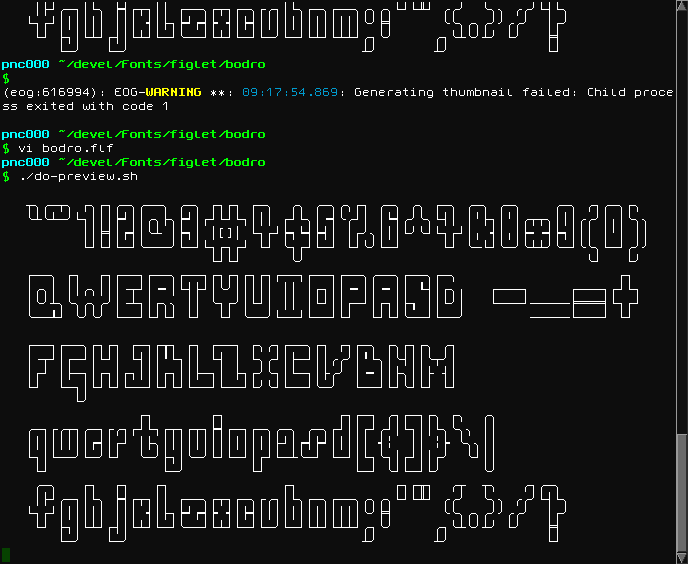 fghjklzxcvbnm;:"",<.>/?
pnc000 ~/devel/Fonts/figlet/bodro
$
(eog:616994): EOG-WARNING **: 09:17:54.869: Generating thumbnail failed: Child proce
ss exited with code 1
pnc000 ~/devel/Fonts/figlet/bodro
$ vi bodro.flf
pnc000 ~/devel/Fonts/figlet/bodro
$ ./do-preview.sh
`~1!2@3#4$5%6^7&8*9(0)
QWERTYUIOPASD -_=+
FGHJKLZXCVBNM
qwertyuiopasd[{]}\|
fghjklzxcvbnm;:'",<.>/?